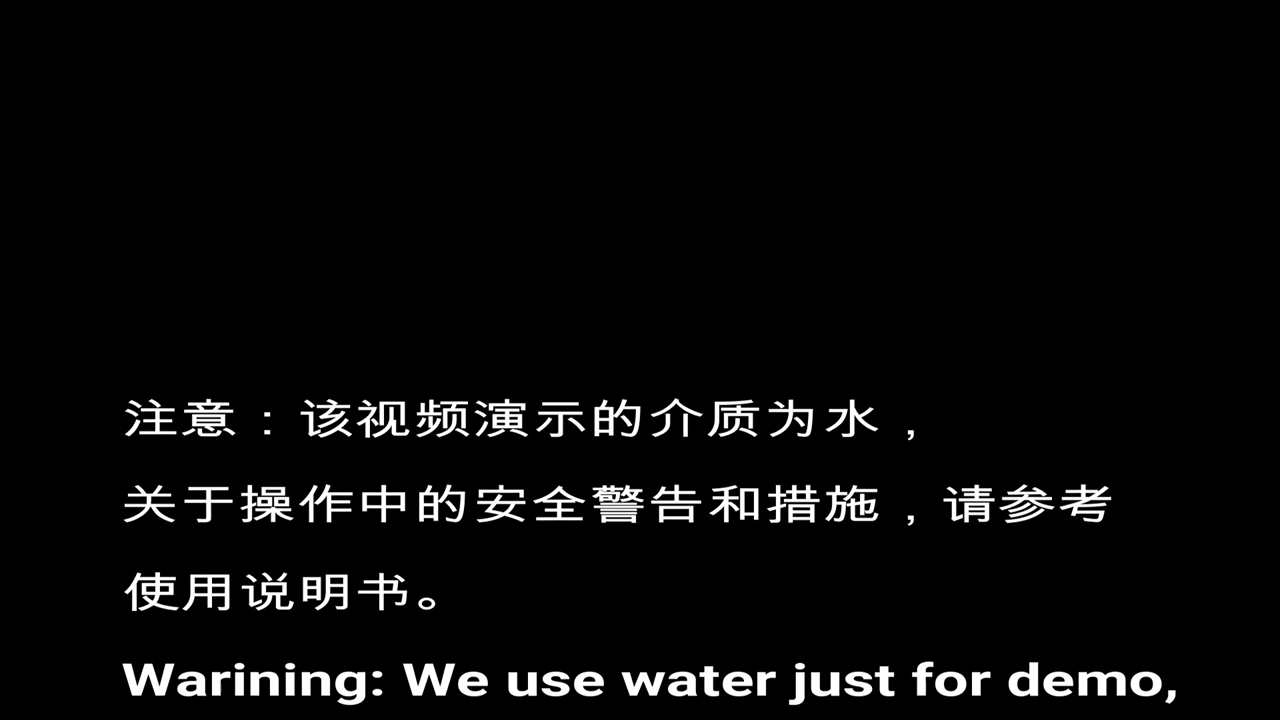 注意：该视频演示的介质为水，
关于操作中的安全警告和措施，请参考
使用说明书。
Warining: We use water just for demo,